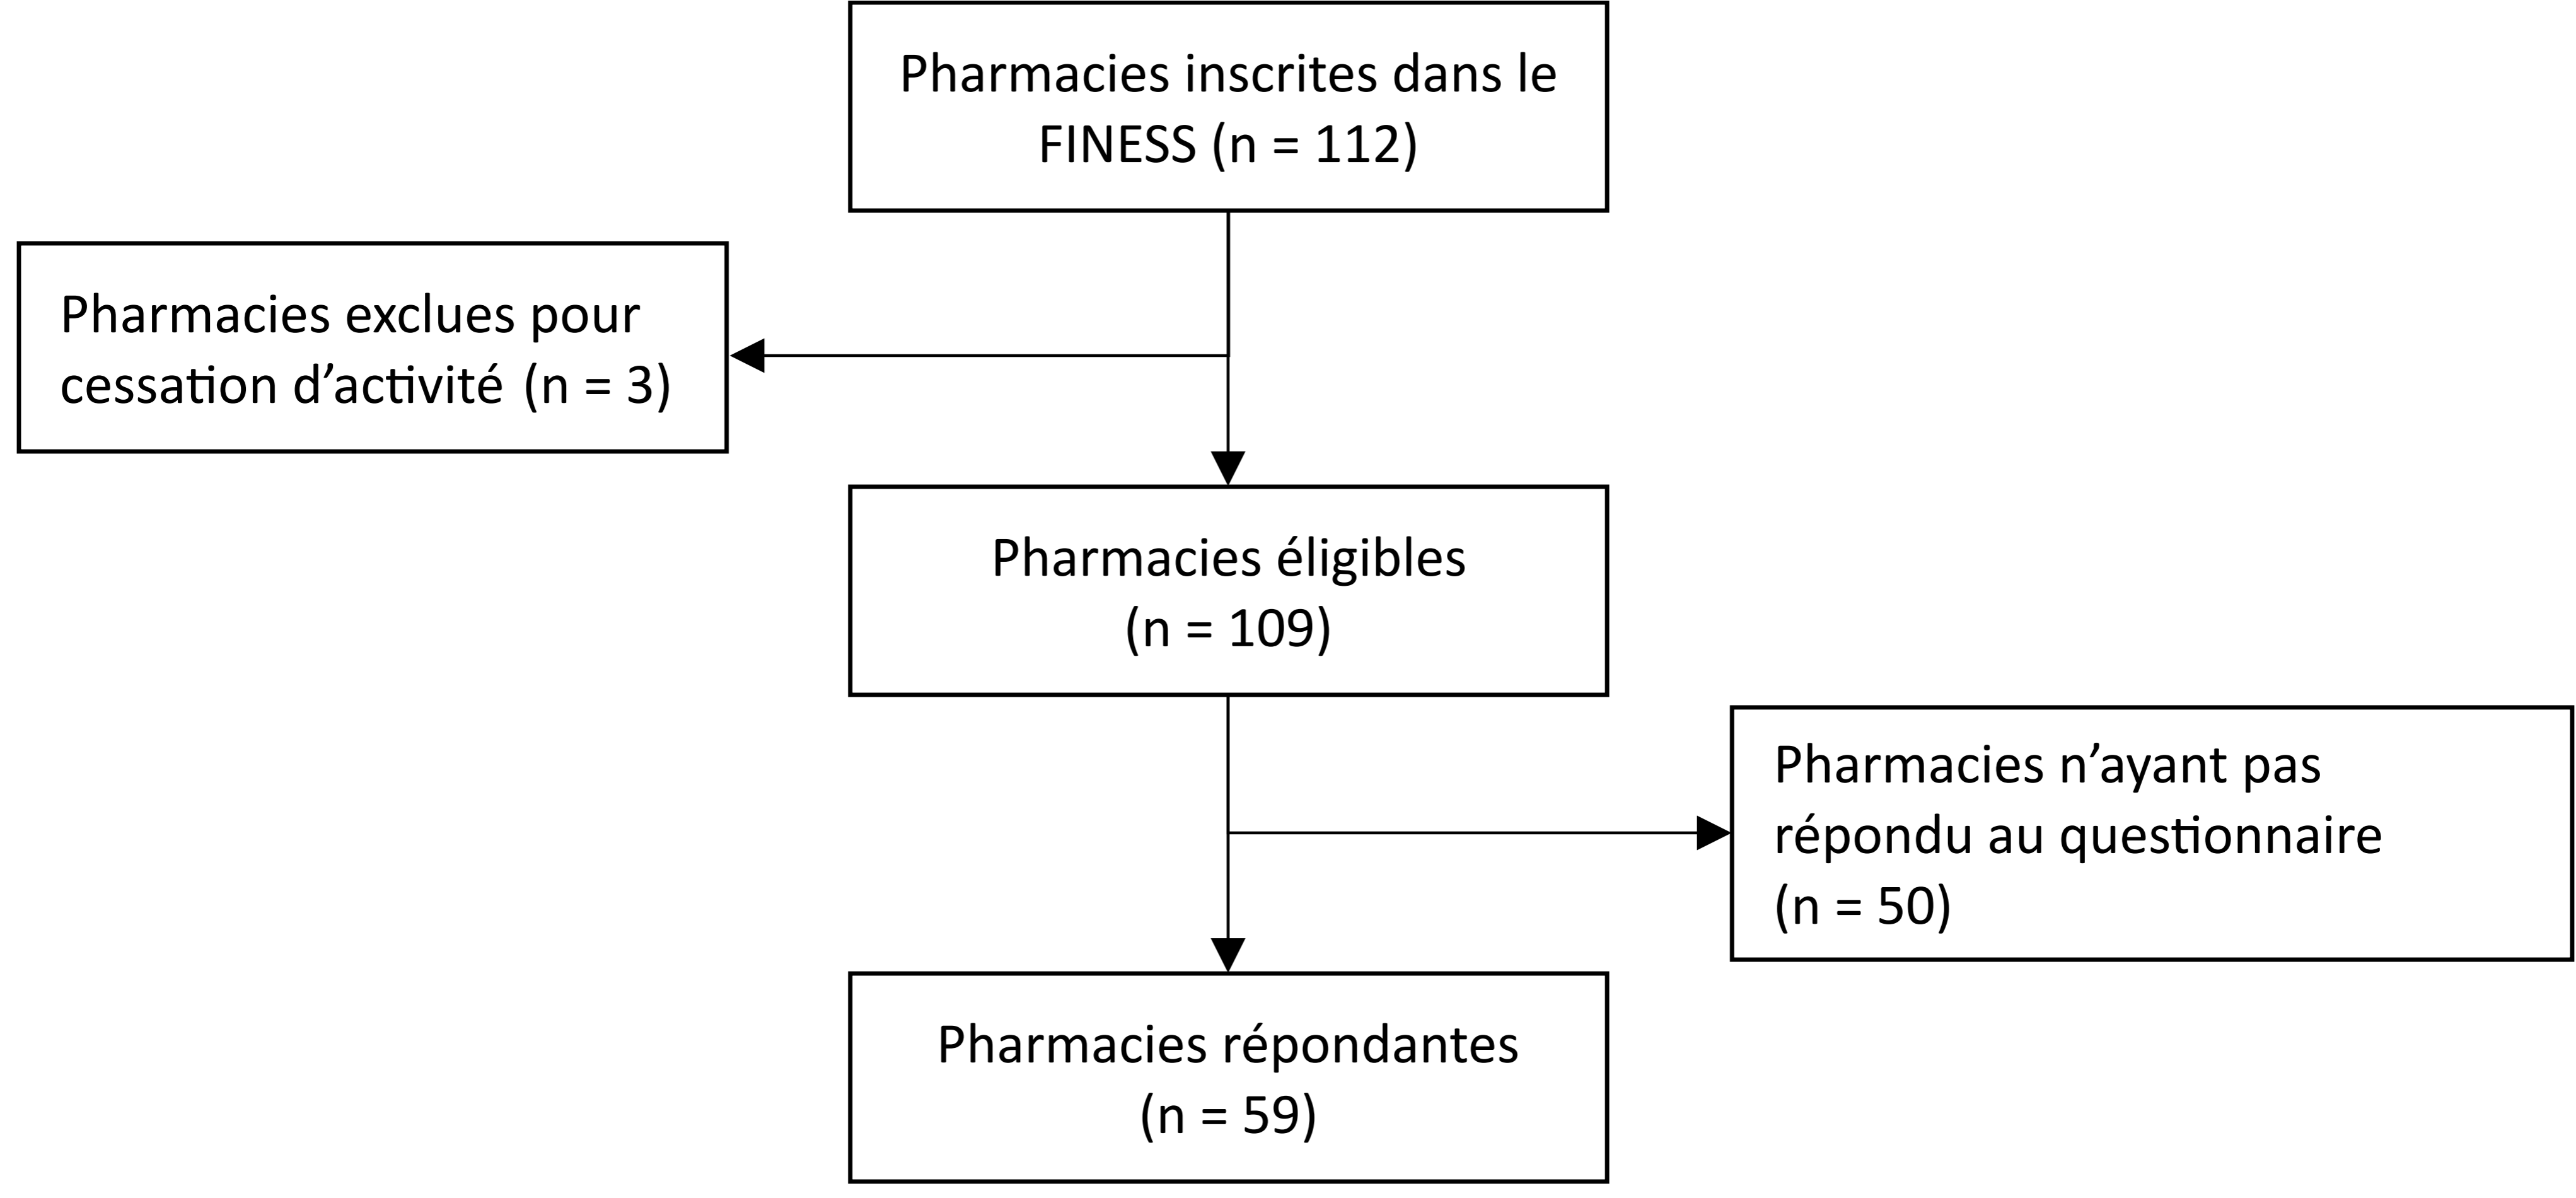 Pharmacies inscrites dans le
FINESS (n = 112)
Pharmacies exclues pour
cessation d’activité (n = 3)
Pharmacies éligibles
(n = 109)
Pharmacies n’ayant pas
répondu au questionnaire
(n = 50)
Pharmacies répondantes
(n = 59)